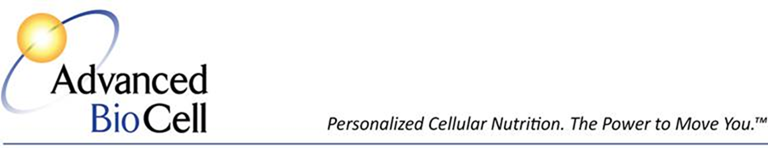 Advanced
BioCell
Personalized Cellular Nutrition. The Power to Move You.™